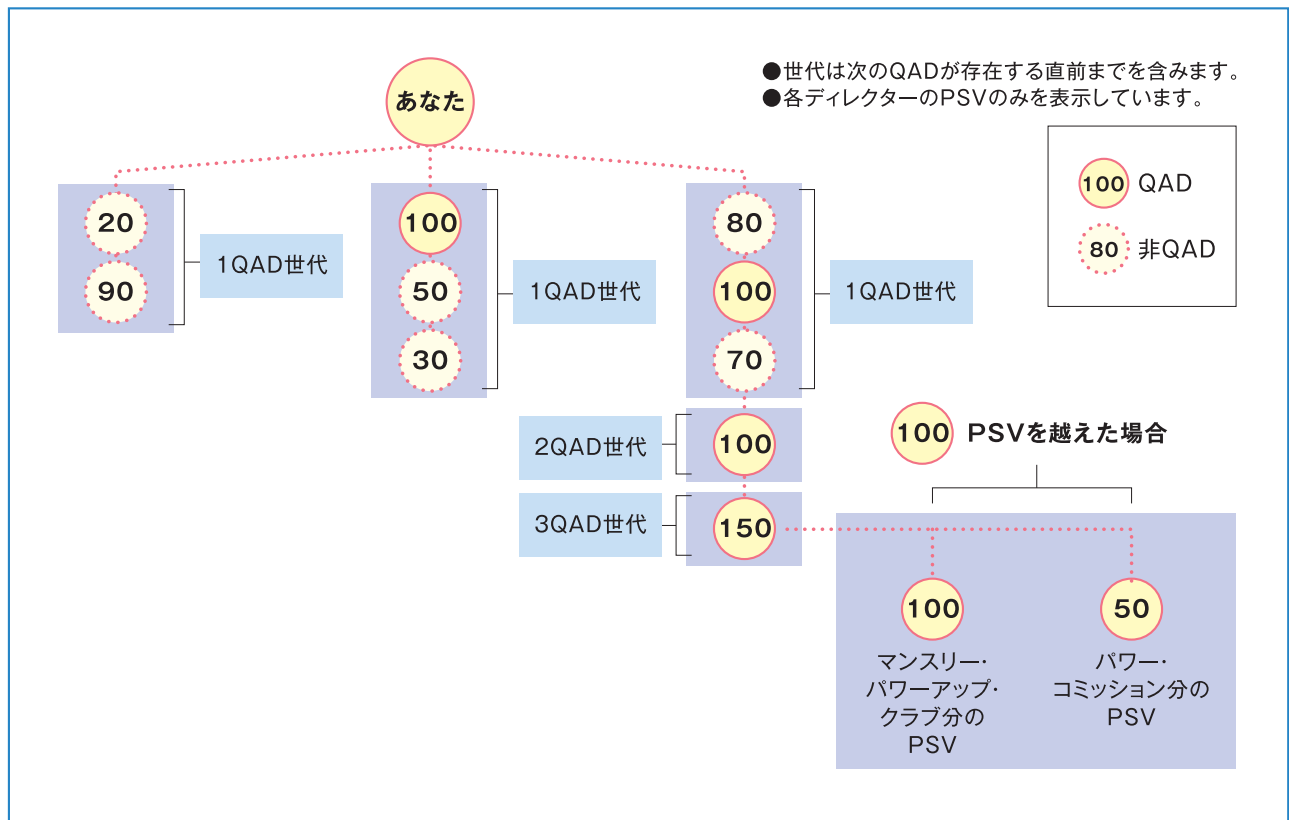 あなた
●世代は次のQADが存在する直前までを含みます。
●各ディレクターのPSVのみを表示しています。
100 QAD
80 非QAD
20
90
1QAD世代
100
50
30
1QAD世代
80
100
70
1QAD世代
2QAD世代
100
3QAD世代
150
100 PSVを越えた場合
100
マンスリー・
パワーアップ・
クラブ分の
PSV
50
パワー・
コミッション分の
PSV